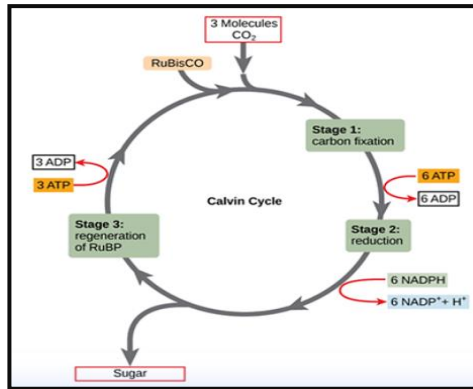 3 Molecules
CO₂
RuBisCO
Stage 1:
carbon fixation
3 ADP
3 ATP
6 ATP
6 ADP
Calvin Cycle
Stage 3:
regeneration
of RuBP
Stage 2:
reduction
6 NADPH
6 NADP⁺+ H⁺
Sugar